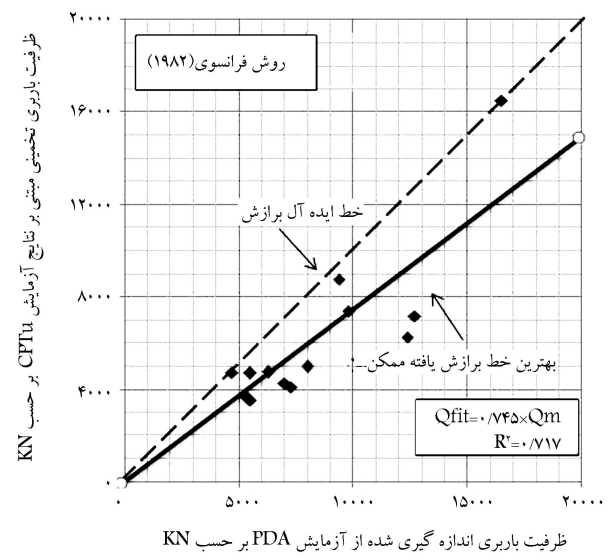 ۲۰۰۰۰
۱۶۰۰۰
۱۲۰۰۰
۸۰۰۰
۴۰۰۰
۰
ظرفیت باربری تخمینی مبتنی بر نتایج آزمایش CPTu بر حسب KN
روش فرانسوی(۱۹۸۲)
خط ایده آل برازش
بهترین خط برازش یافته ممکن
Qfit=۰/۷۴۵×Qm
R²=۰/۷۱۷
۰ ۵۰۰۰ ۱۰۰۰۰ ۱۵۰۰۰ ۲۰۰۰۰
ظرفیت باربری اندازه گیری شده از آزمایش PDA بر حسب KN